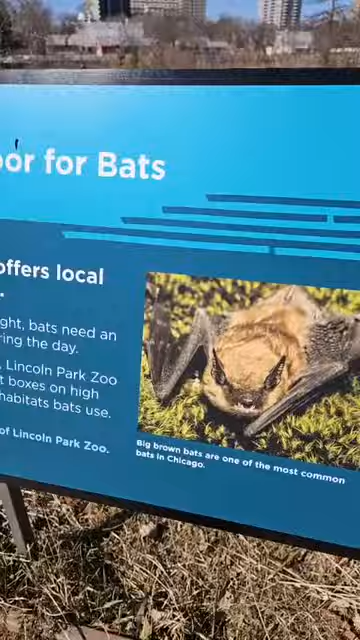 oor for Bats
offers local
ght, bats need an
ring the day.
, Lincoln Park Zoo
t boxes on high
habitats bats use.
of Lincoln Park Zoo.
Big brown bats are one of the most common
bats in Chicago.